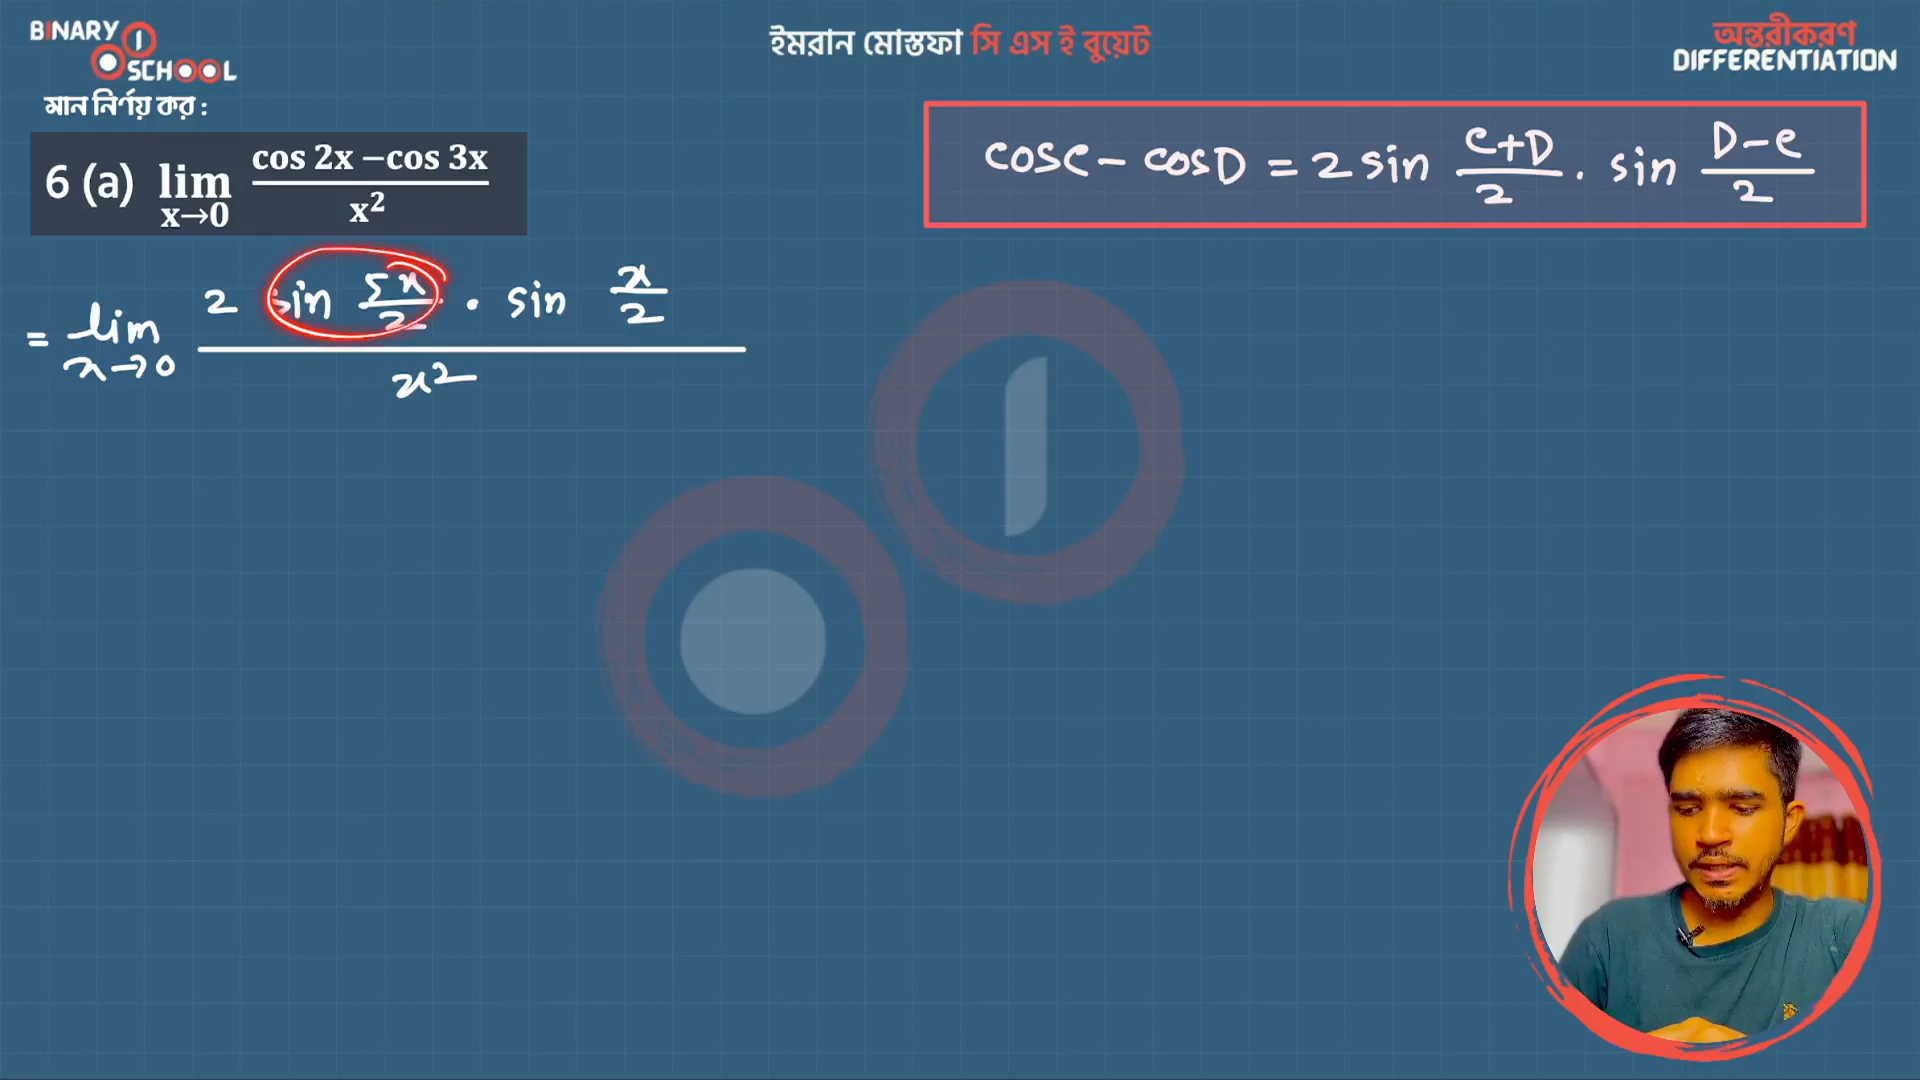 BINARY SCHOOL
ইমরান মোস্তফা সি এস ই বুয়েট
অন্তরীকরণ
DIFFERENTIATION
মান নির্ণয় কর :
6 (a) lim x→0 (cos 2x – cos 3x) / x²
cosC – cosD = 2 sin (C+D)/2 . sin (D–C)/2
= lim x→0 (2 sin 5x/2 . sin x/2) / x²